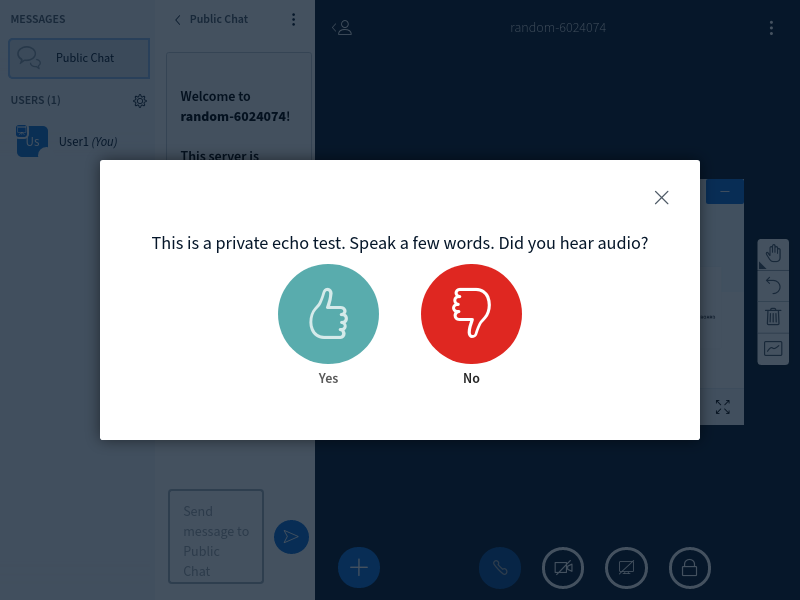 MESSAGES
Public Chat
USERS (1)
Us
User1 (You)
Public Chat
Welcome to
random-6024074!
This server is
random-6024074
This is a private echo test. Speak a few words. Did you hear audio?
Yes
No
Send
message to
Public
Chat